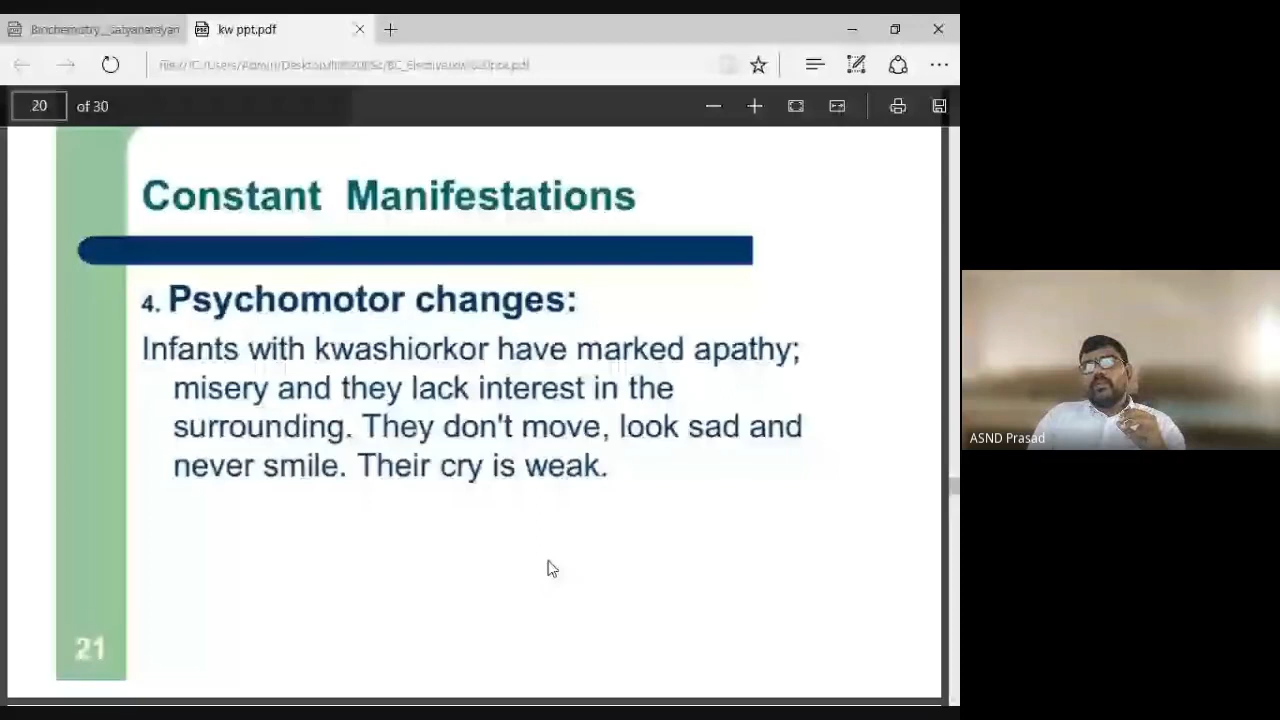 kw ppt.pdf
20 of 30
Constant Manifestations
4. Psychomotor changes:
Infants with kwashiorkor have marked apathy;
misery and they lack interest in the
surrounding. They don't move, look sad and
never smile. Their cry is weak.
21
ASND Prasad